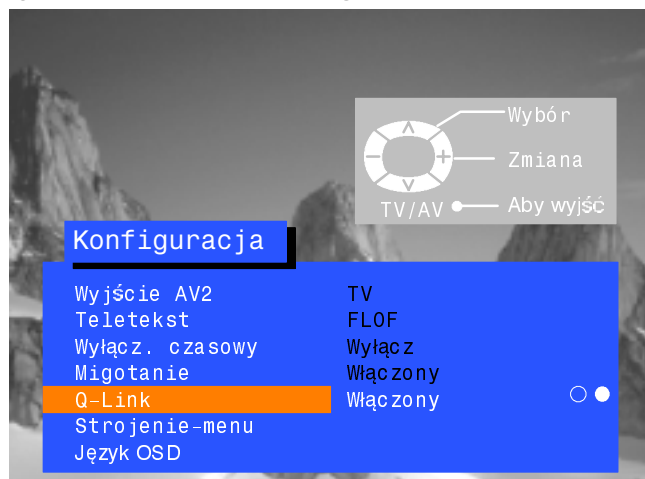 Wybór
Zmiana
TV/AV Aby wyjść
Konfiguracja
Wyjście AV2 TV
Teletekst FLOF
Wyłącz. czasowy Wyłącz
Migotanie Włączony
Q-Link Włączony
Strojenie-menu
Język OSD